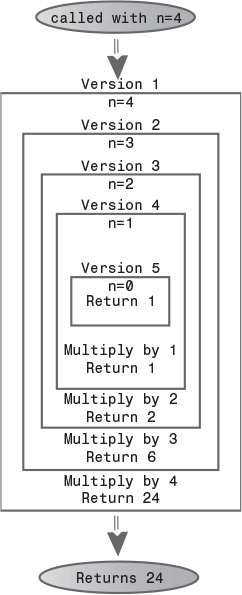 called with n=4
Version 1
n=4
Version 2
n=3
Version 3
n=2
Version 4
n=1
Version 5
n=0
Return 1
Multiply by 1
Return 1
Multiply by 2
Return 2
Multiply by 3
Return 6
Multiply by 4
Return 24
Returns 24